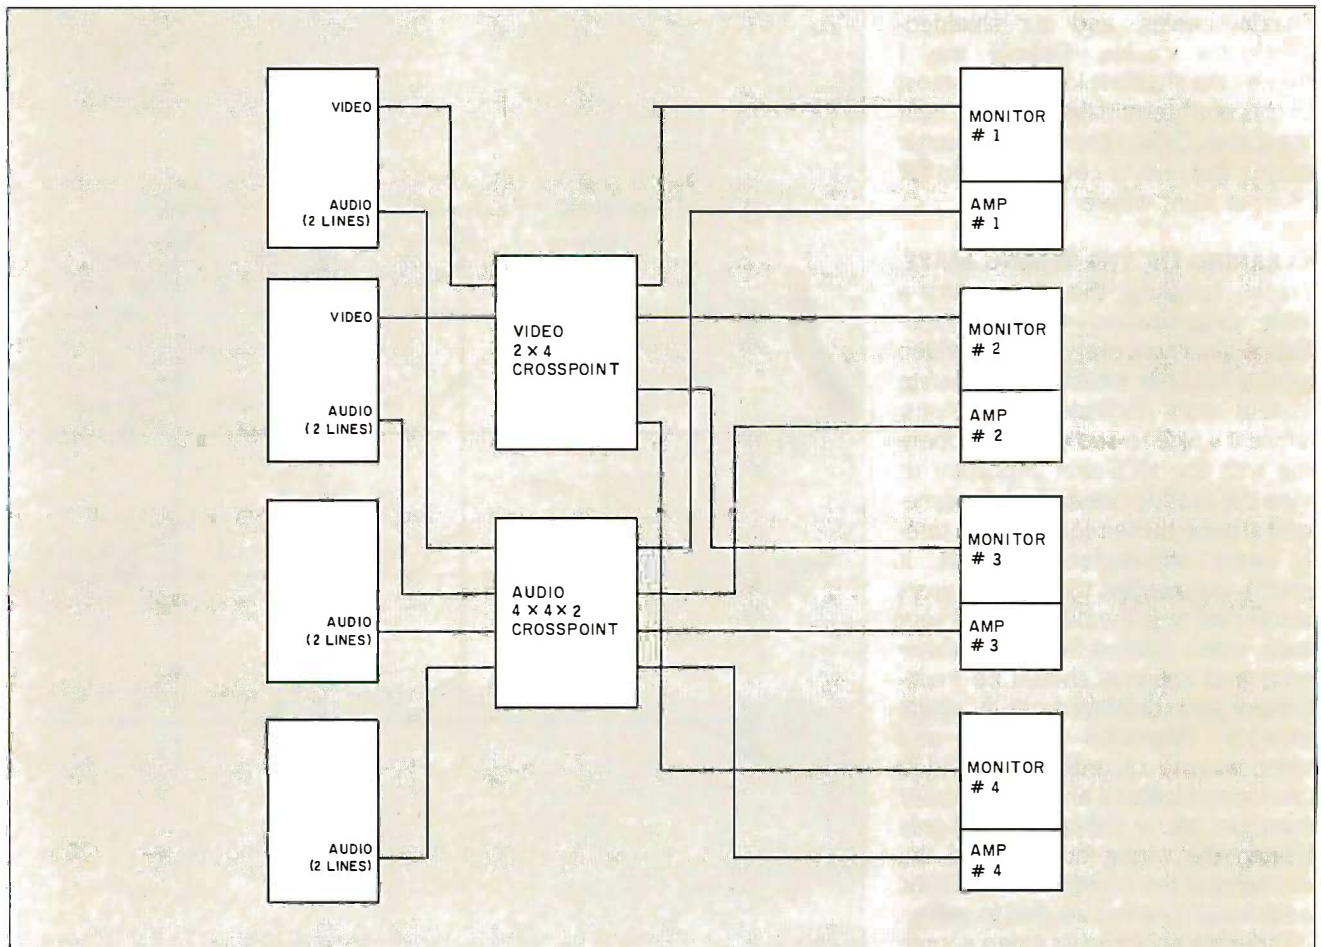 VIDEO
AUDIO
(2 LINES)
VIDEO
AUDIO
(2 LINES)
AUDIO
(2 LINES)
AUDIO
(2 LINES)
VIDEO
2 × 4
CROSSPOINT
AUDIO
4 × 4 × 2
CROSSPOINT
MONITOR
# 1
AMP
# 1
MONITOR
# 2
AMP
# 2
MONITOR
# 3
AMP
# 3
MONITOR
# 4
AMP
# 4